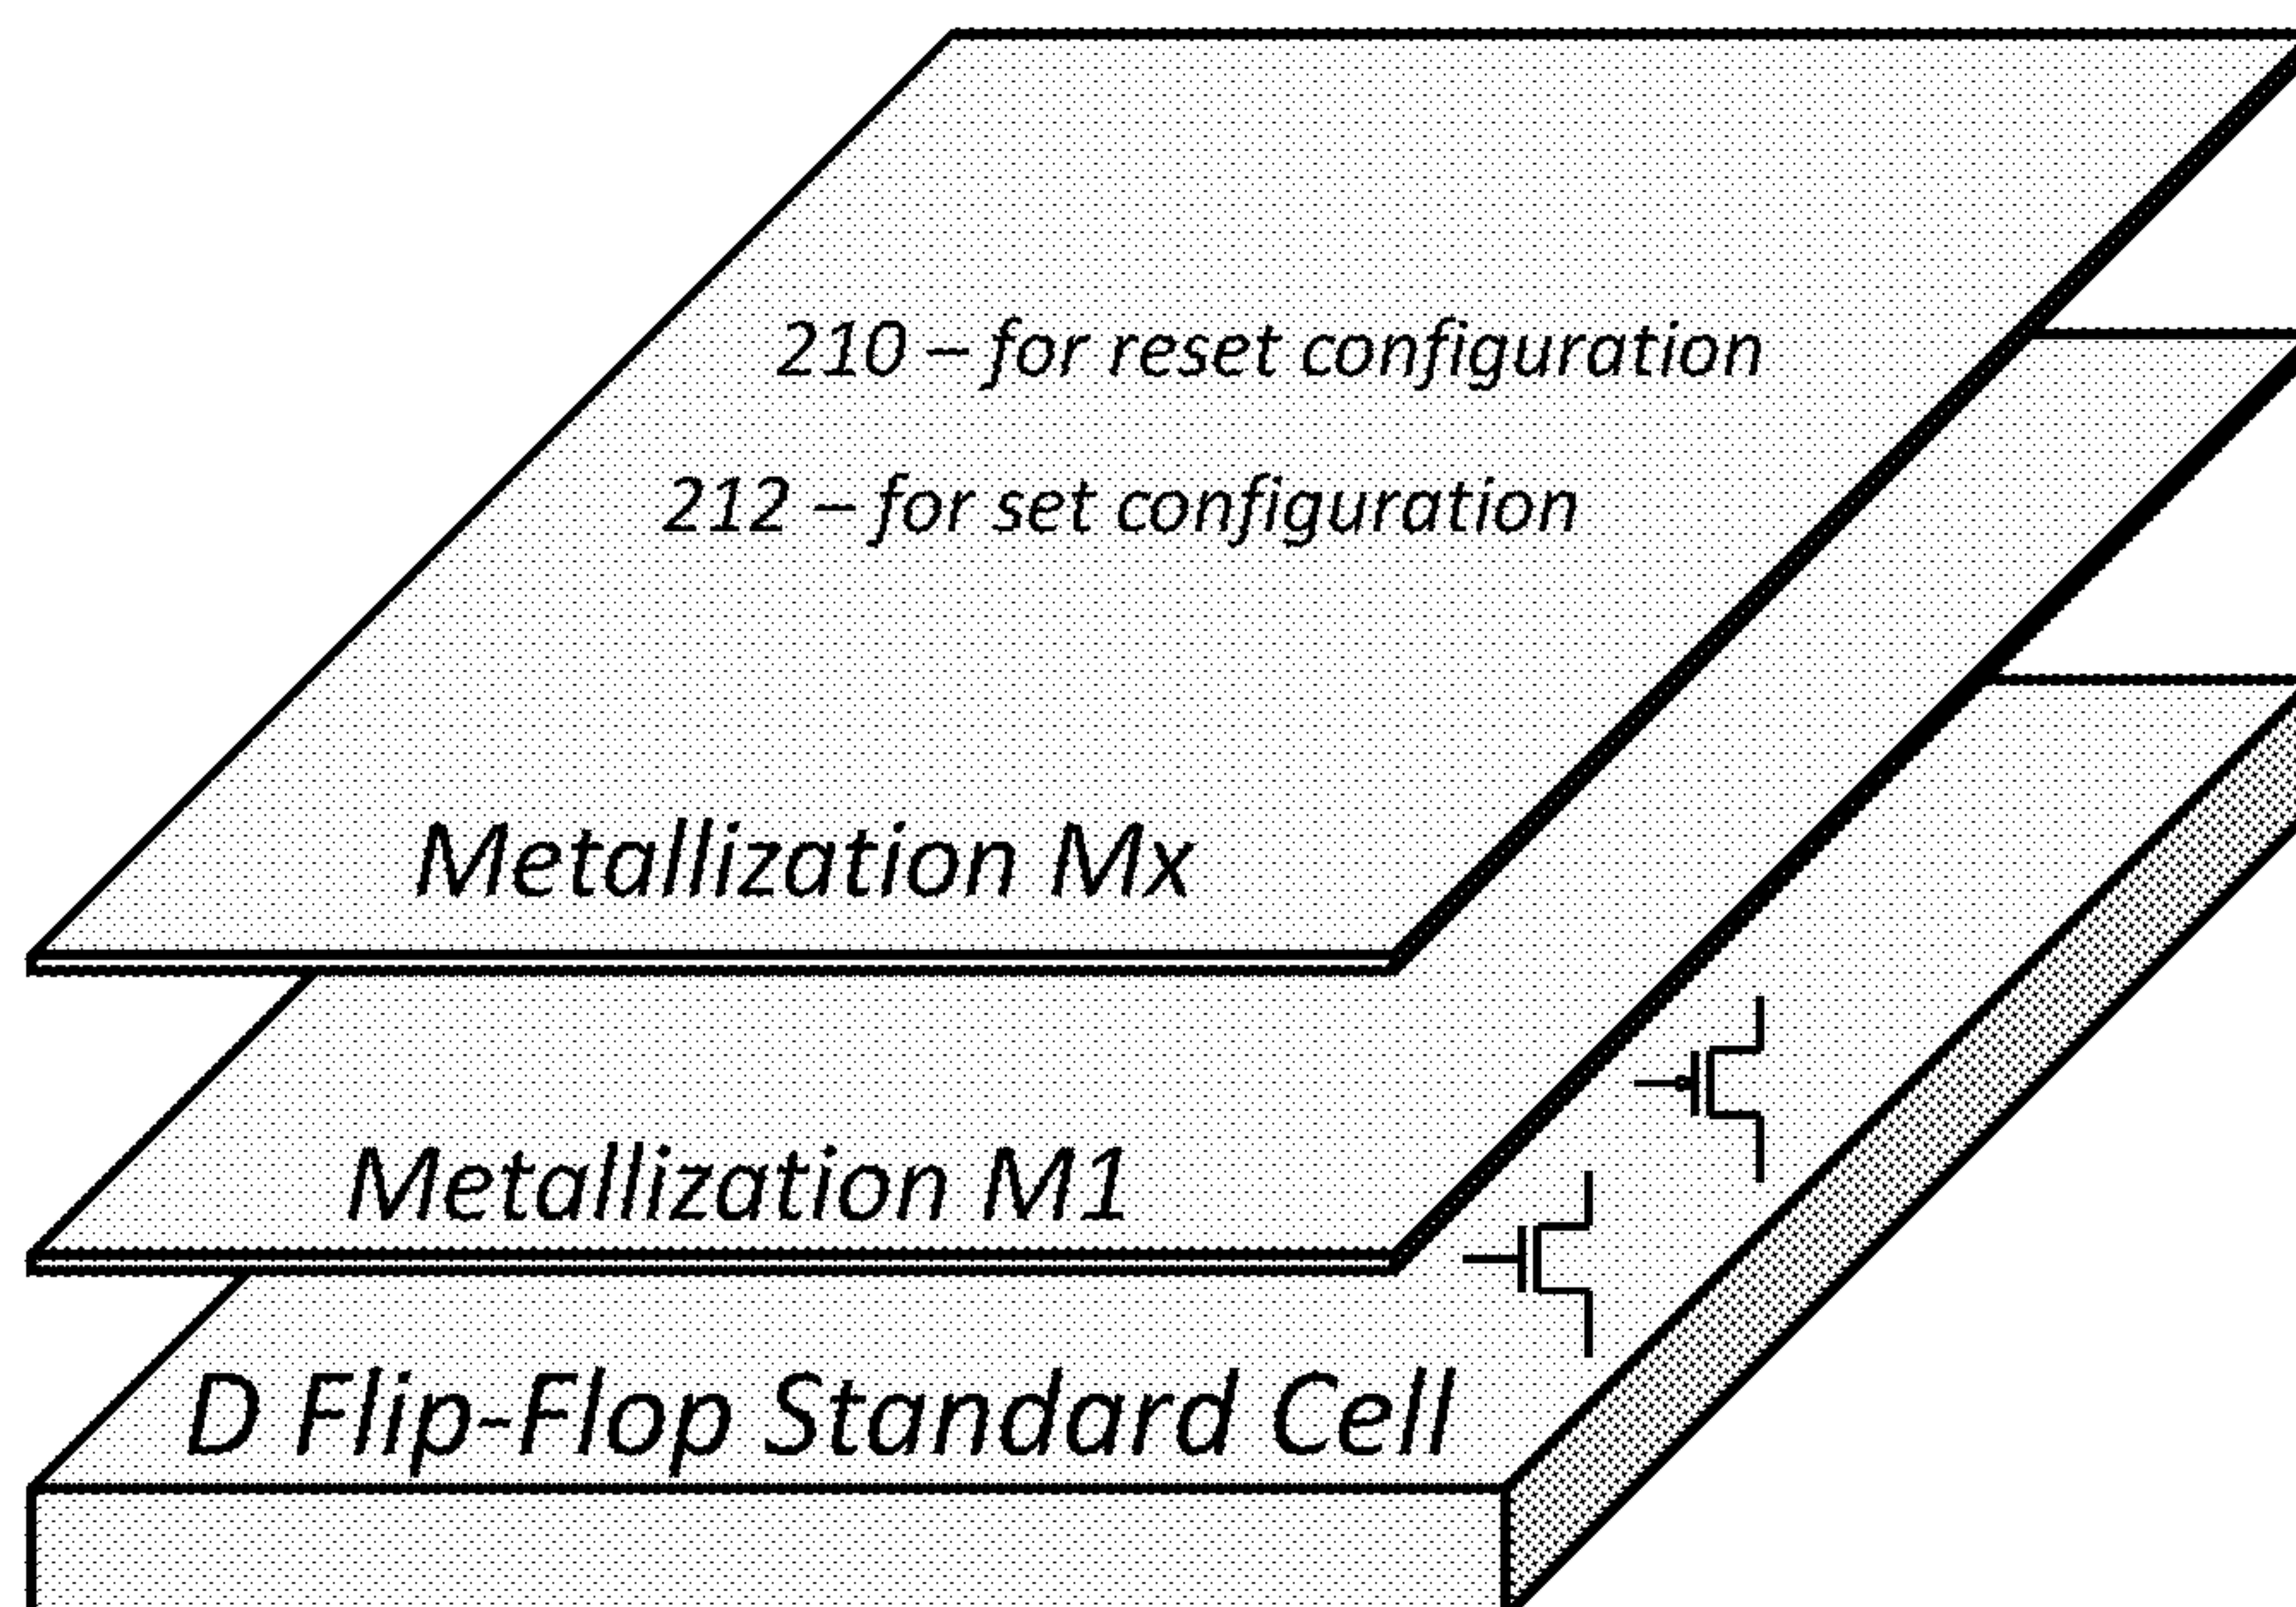 210 – for reset configuration
212 – for set configuration
Metallization Mx
Metallization M1
D Flip-Flop Standard Cell